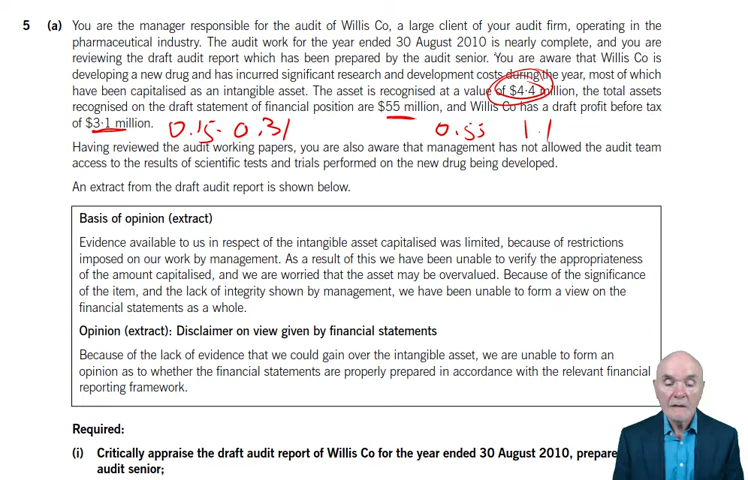 5 (a) You are the manager responsible for the audit of Willis Co, a large client of your audit firm, operating in the
pharmaceutical industry. The audit work for the year ended 30 August 2010 is nearly complete, and you are
reviewing the draft audit report which has been prepared by the audit senior. You are aware that Willis Co is
developing a new drug and has incurred significant research and development costs during the year, most of which
have been capitalised as an intangible asset. The asset is recognised at a value of $4·4 million, the total assets
recognised on the draft statement of financial position are $55 million, and Willis Co has a draft profit before tax
of $3·1 million.
0.15- 0.31 0.55 1.1
Having reviewed the audit working papers, you are also aware that management has not allowed the audit team
access to the results of scientific tests and trials performed on the new drug being developed.
An extract from the draft audit report is shown below.
Basis of opinion (extract)
Evidence available to us in respect of the intangible asset capitalised was limited, because of restrictions
imposed on our work by management. As a result of this we have been unable to verify the appropriateness
of the amount capitalised, and we are worried that the asset may be overvalued. Because of the significance
of the item, and the lack of integrity shown by management, we have been unable to form a view on the
financial statements as a whole.
Opinion (extract): Disclaimer on view given by financial statements
Because of the lack of evidence that we could gain over the intangible asset, we are unable to form an
opinion as to whether the financial statements are properly prepared in accordance with the relevant financial
reporting framework.
Required:
(i) Critically appraise the draft audit report of Willis Co for the year ended 30 August 2010, prepare
audit senior;